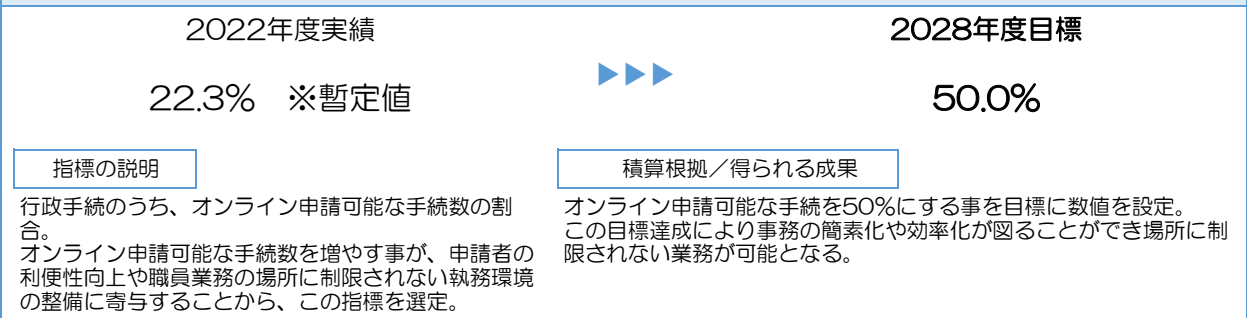 2022年度実績
2028年度目標
22.3% ※暫定値
▶▶▶
50.0%
指標の説明
行政手続のうち、オンライン申請可能な手続数の割
合。
オンライン申請可能な手続数を増やす事が、申請者の
利便性向上や職員業務の場所に制限されない執務環境
の整備に寄与することから、この指標を選定。
積算根拠／得られる成果
オンライン申請可能な手続を50%にする事を目標に数値を設定。
この目標達成により事務の簡素化や効率化が図ることができ場所に制
限されない業務が可能となる。